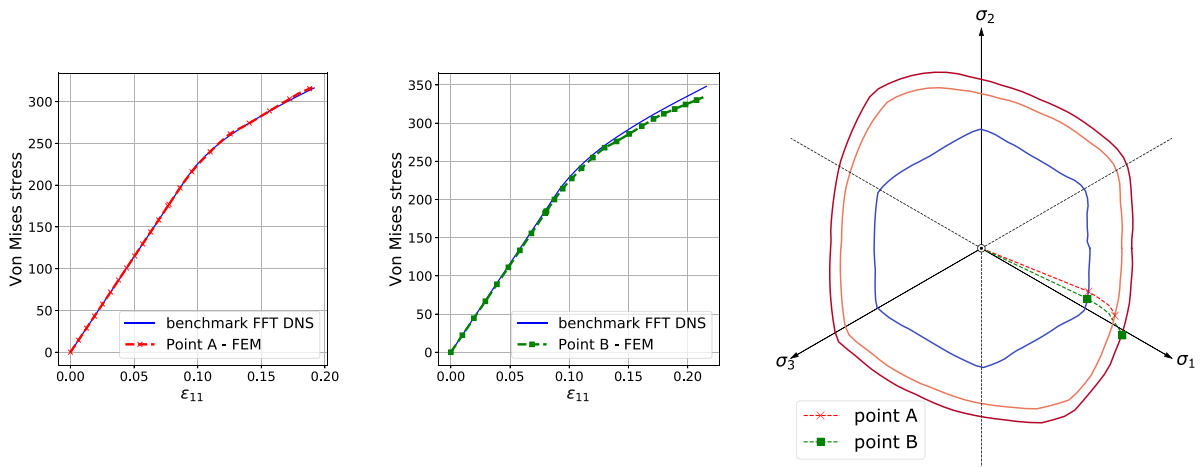 Von Mises stress
300
250
200
150
100
50
0
0.00
0.05
0.10
0.15
0.20
ε11
benchmark FFT DNS
Point A - FEM
Von Mises stress
350
300
250
200
150
100
50
0
0.00
0.05
0.10
0.15
0.20
ε11
benchmark FFT DNS
Point B - FEM
σ2
σ3
σ1
point A
point B